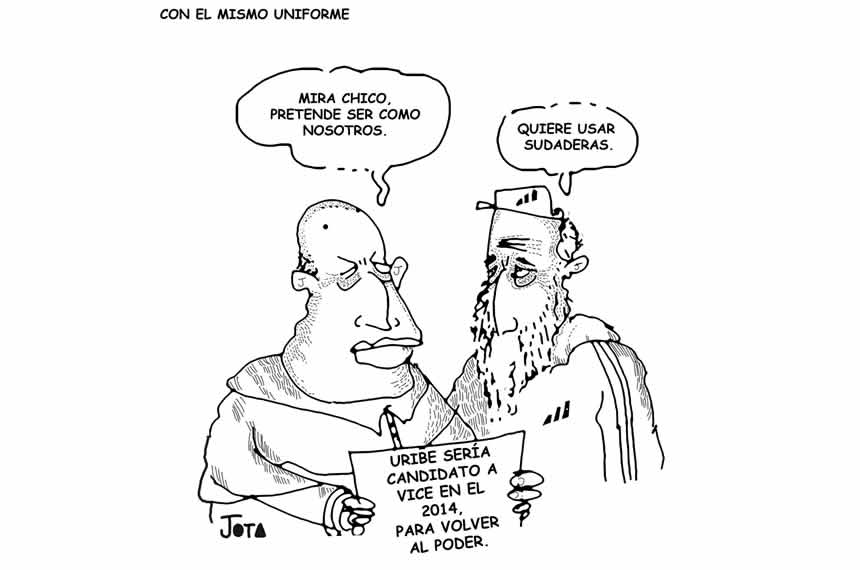 CON EL MISMO UNIFORME
MIRA CHICO,
PRETENDE SER COMO
NOSOTROS.
QUIERE USAR
SUDADERAS.
URIBE SERÍA
CANDIDATO A
VICE EN EL
2014,
PARA VOLVER
AL PODER.
JOTA